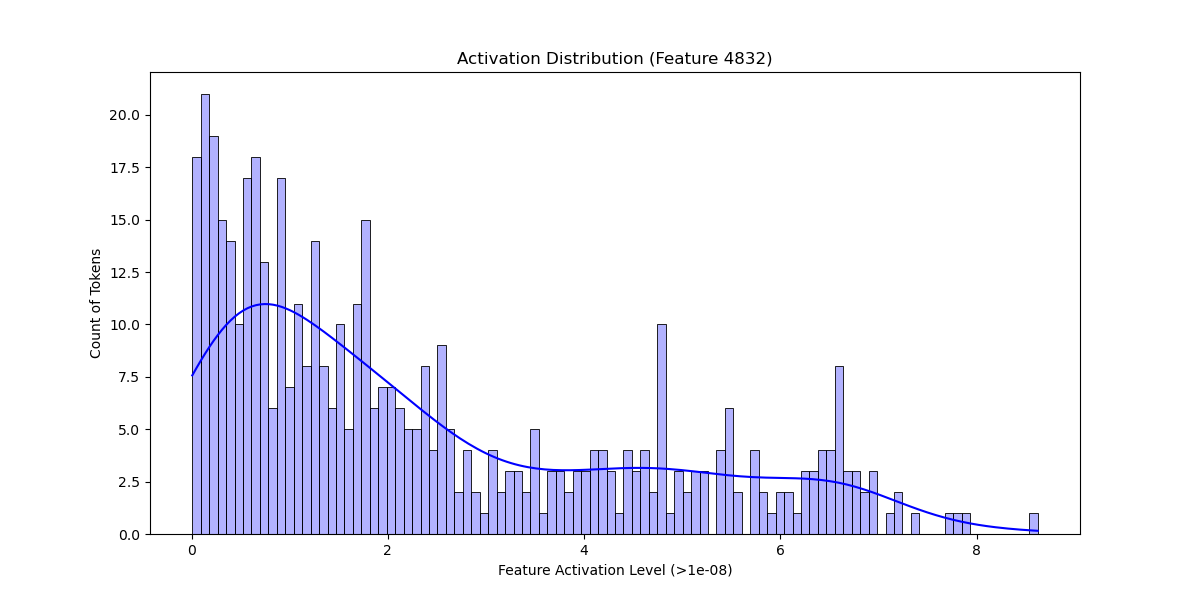 Activation Distribution (Feature 4832)
20.0
17.5
15.0
12.5
10.0
7.5
5.0
2.5
0.0
Count of Tokens
0 2 4 6 8
Feature Activation Level (>1e-08)